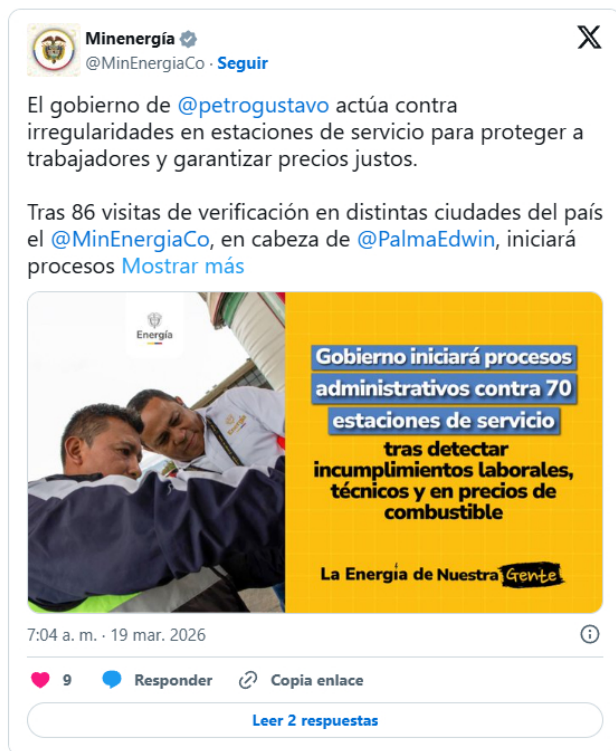 Minenergía
@MinEnergiaCo · Seguir
El gobierno de @petrogustavo actúa contra
irregularidades en estaciones de servicio para proteger a
trabajadores y garantizar precios justos.
Tras 86 visitas de verificación en distintas ciudades del país
el @MinEnergiaCo, en cabeza de @PalmaEdwin, iniciará
procesos Mostrar más
Energía
Gobierno iniciará procesos
administrativos contra 70
estaciones de servicio
tras detectar
incumplimientos laborales,
técnicos y en precios de
combustible
La Energía de Nuestra Gente
7:04 a. m. · 19 mar. 2026
9 Responder Copia enlace
Leer 2 respuestas